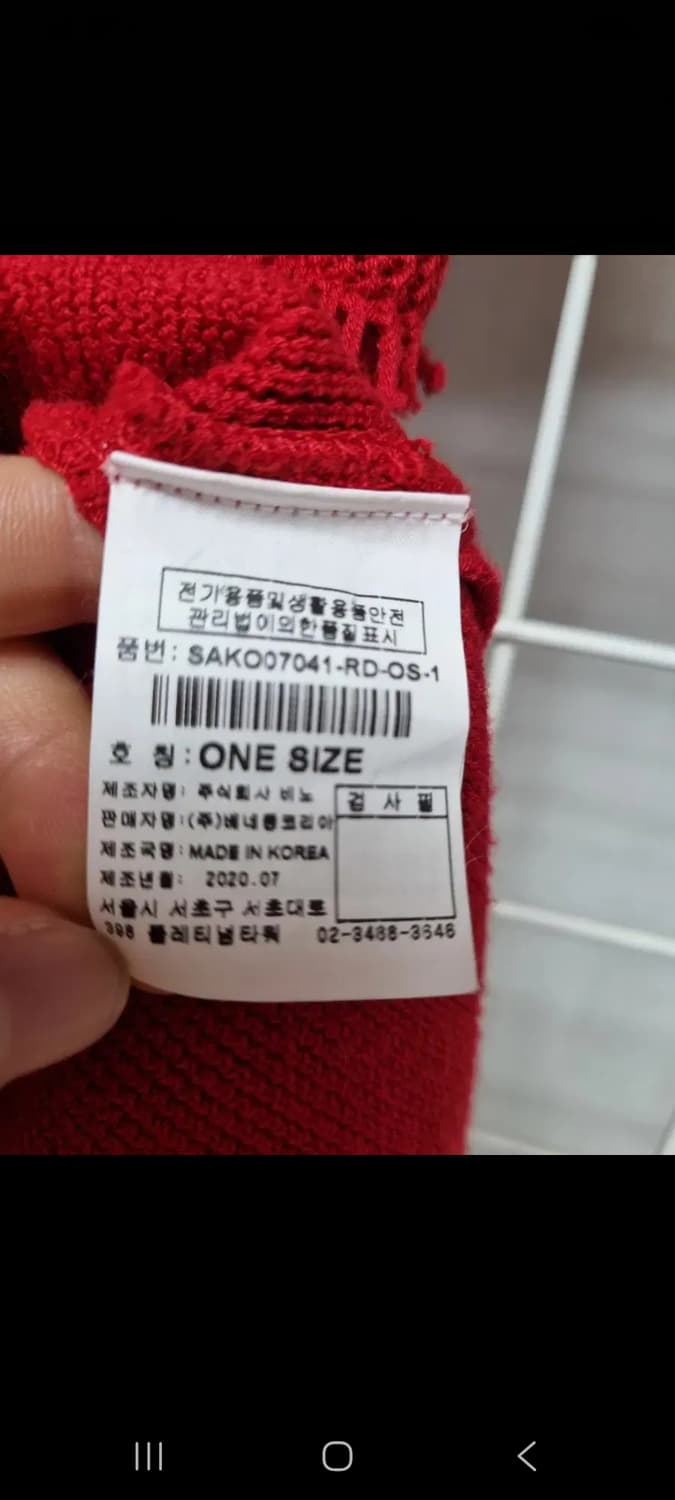 전기용품및생활용품안전
관리법이의한품질표시
품번: SAKO07041-RD-OS-1
호 칭: ONE SIZE
제조자명: 주식회사 비노
검 사 필
판매자명:(주)베네통코리아
제조국명: MADE IN KOREA
제조년월: 2020.07
서울시 서초구 서초대로
398 플레티넘타워 02-3488-3646